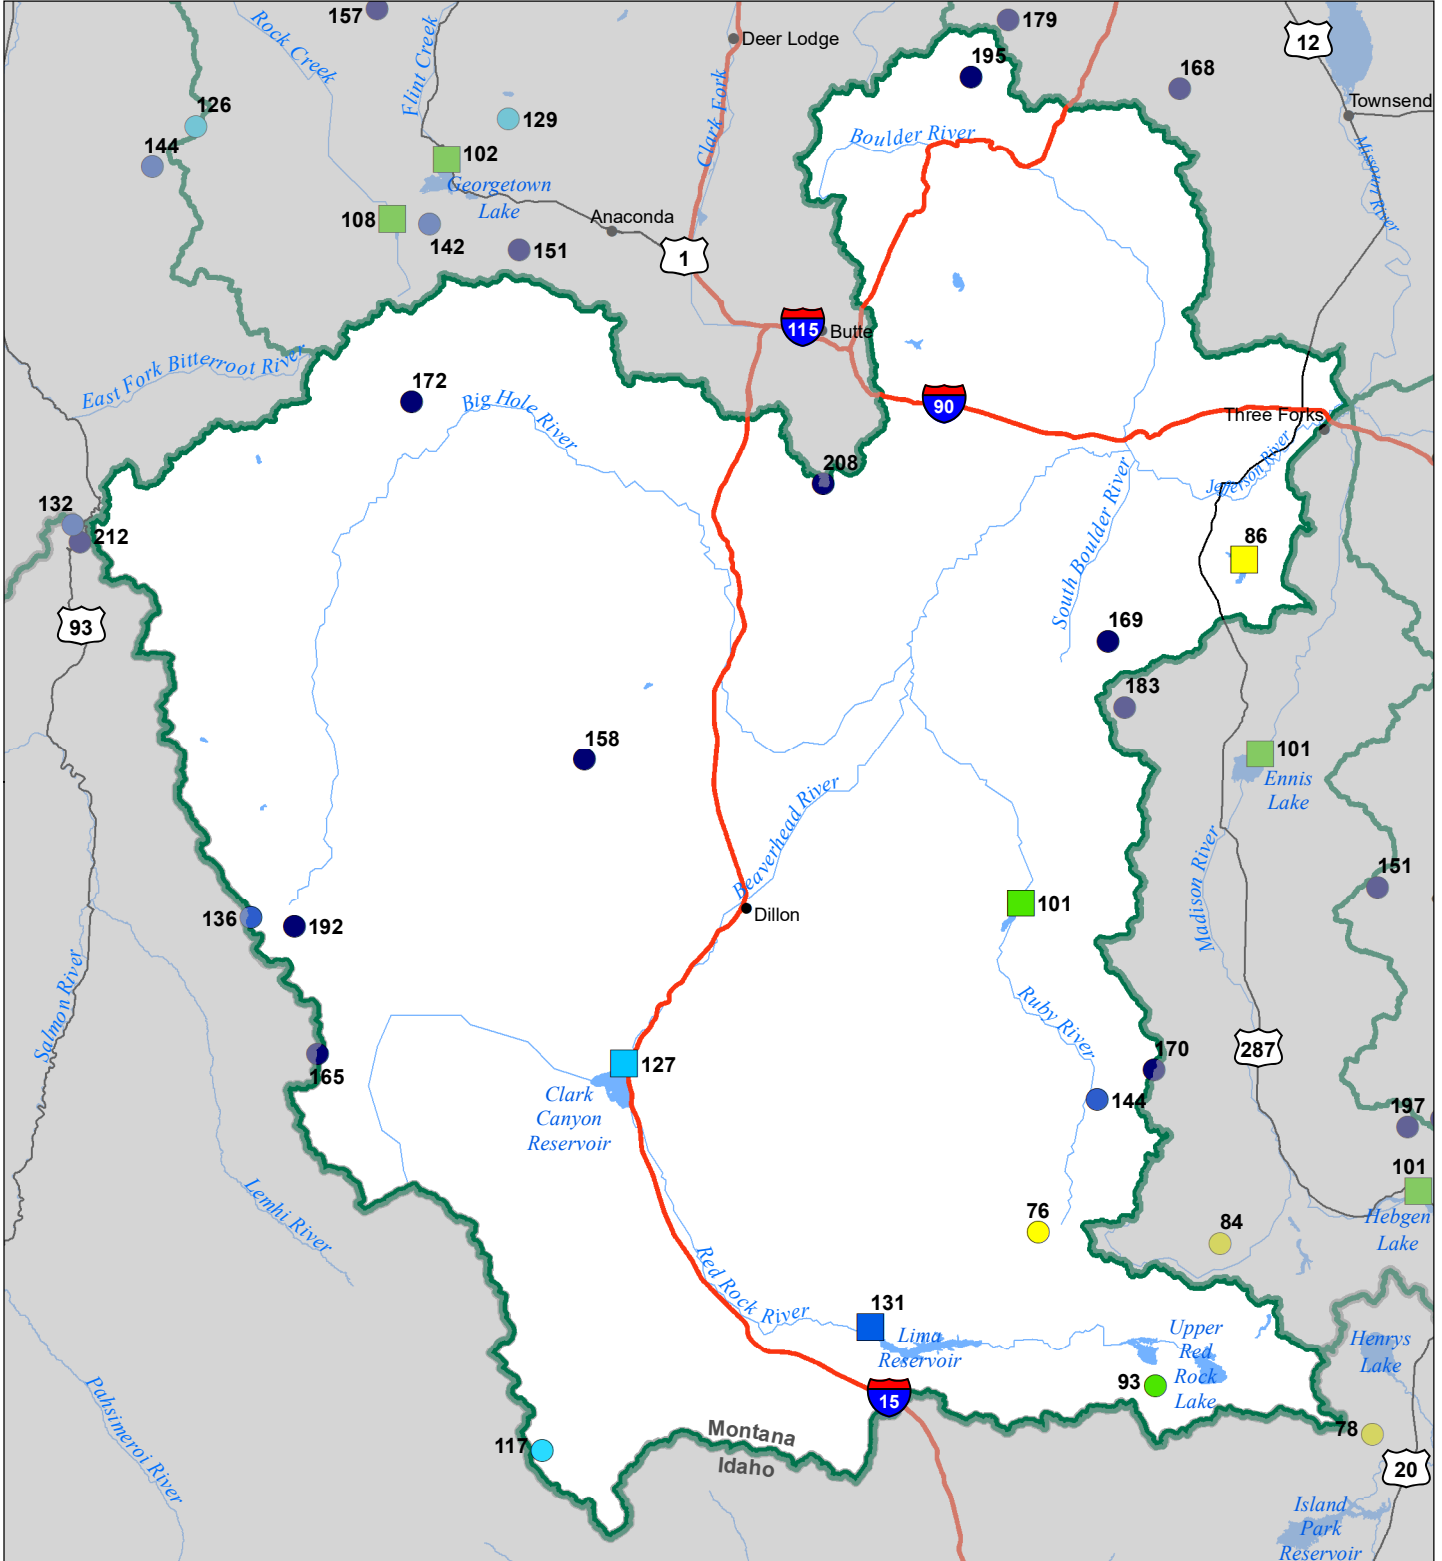 157
Rock Creek
Flint Creek
Deer Lodge
179
12
195
168
Townsend
126
129
Clark Fork
Boulder River
144
102
Georgetown
Lake
Missouri River
108
142
151
Anaconda
1
115
Butte
East Fork Bitterroot River
172
Big Hole River
90
Three Forks
Jefferson River
208
South Boulder River
132
212
86
93
169
183
158
101
Ennis
Lake
Beaverhead River
Madison River
151
136
192
Dillon
101
Salmon River
Ruby River
287
165
127
Clark
Canyon
Reservoir
170
144
197
101
Hebgen
Lake
Lemhi River
76
84
Red Rock River
131
Lima
Reservoir
Upper
Red
Rock
Lake
Henrys
Lake
93
15
Pahsimeroi River
117
Montana
Idaho
78
20
Island
Park
Reservoir